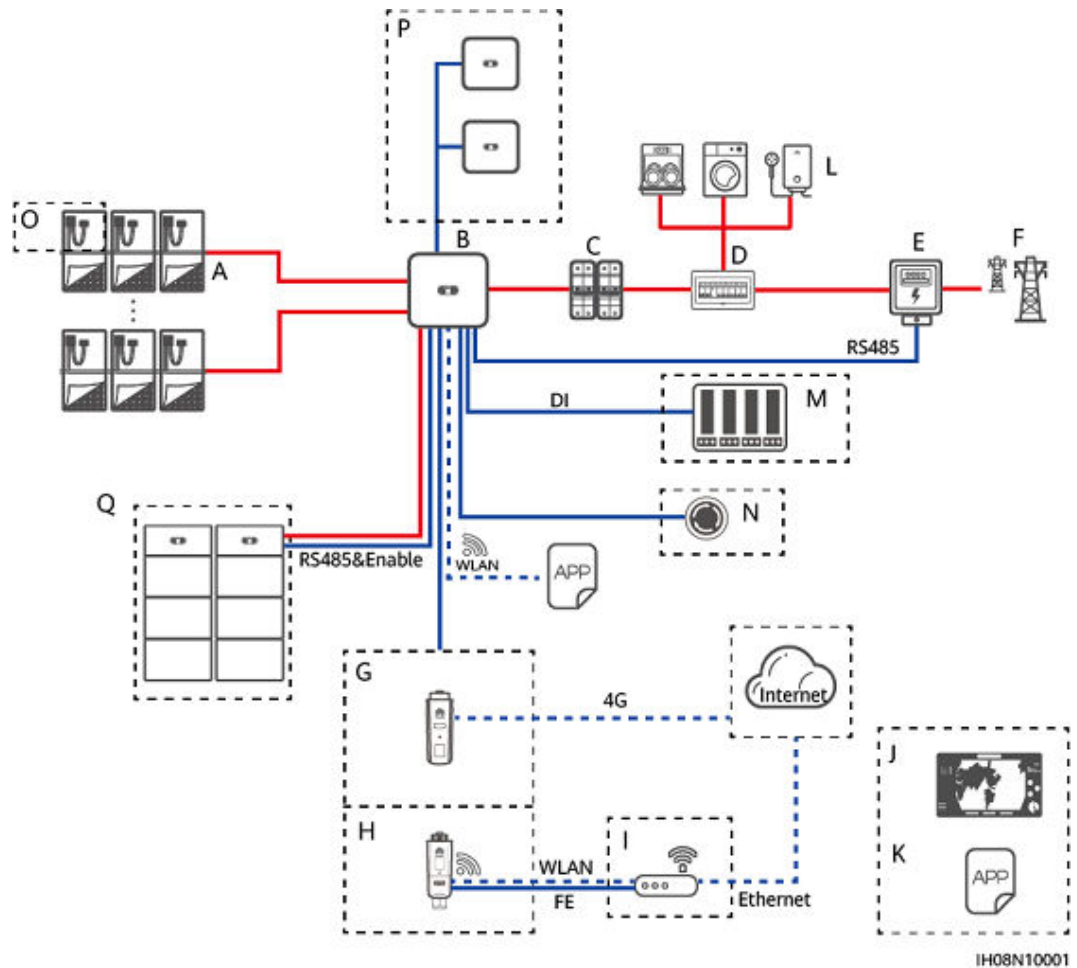 P
L
O
A
B
C
D
E
F
RS485
DI
M
Q
N
RS485&Enable
WLAN
APP
G
4G
Internet
J
H
WLAN
I
K
APP
FE
Ethernet
IH08N10001